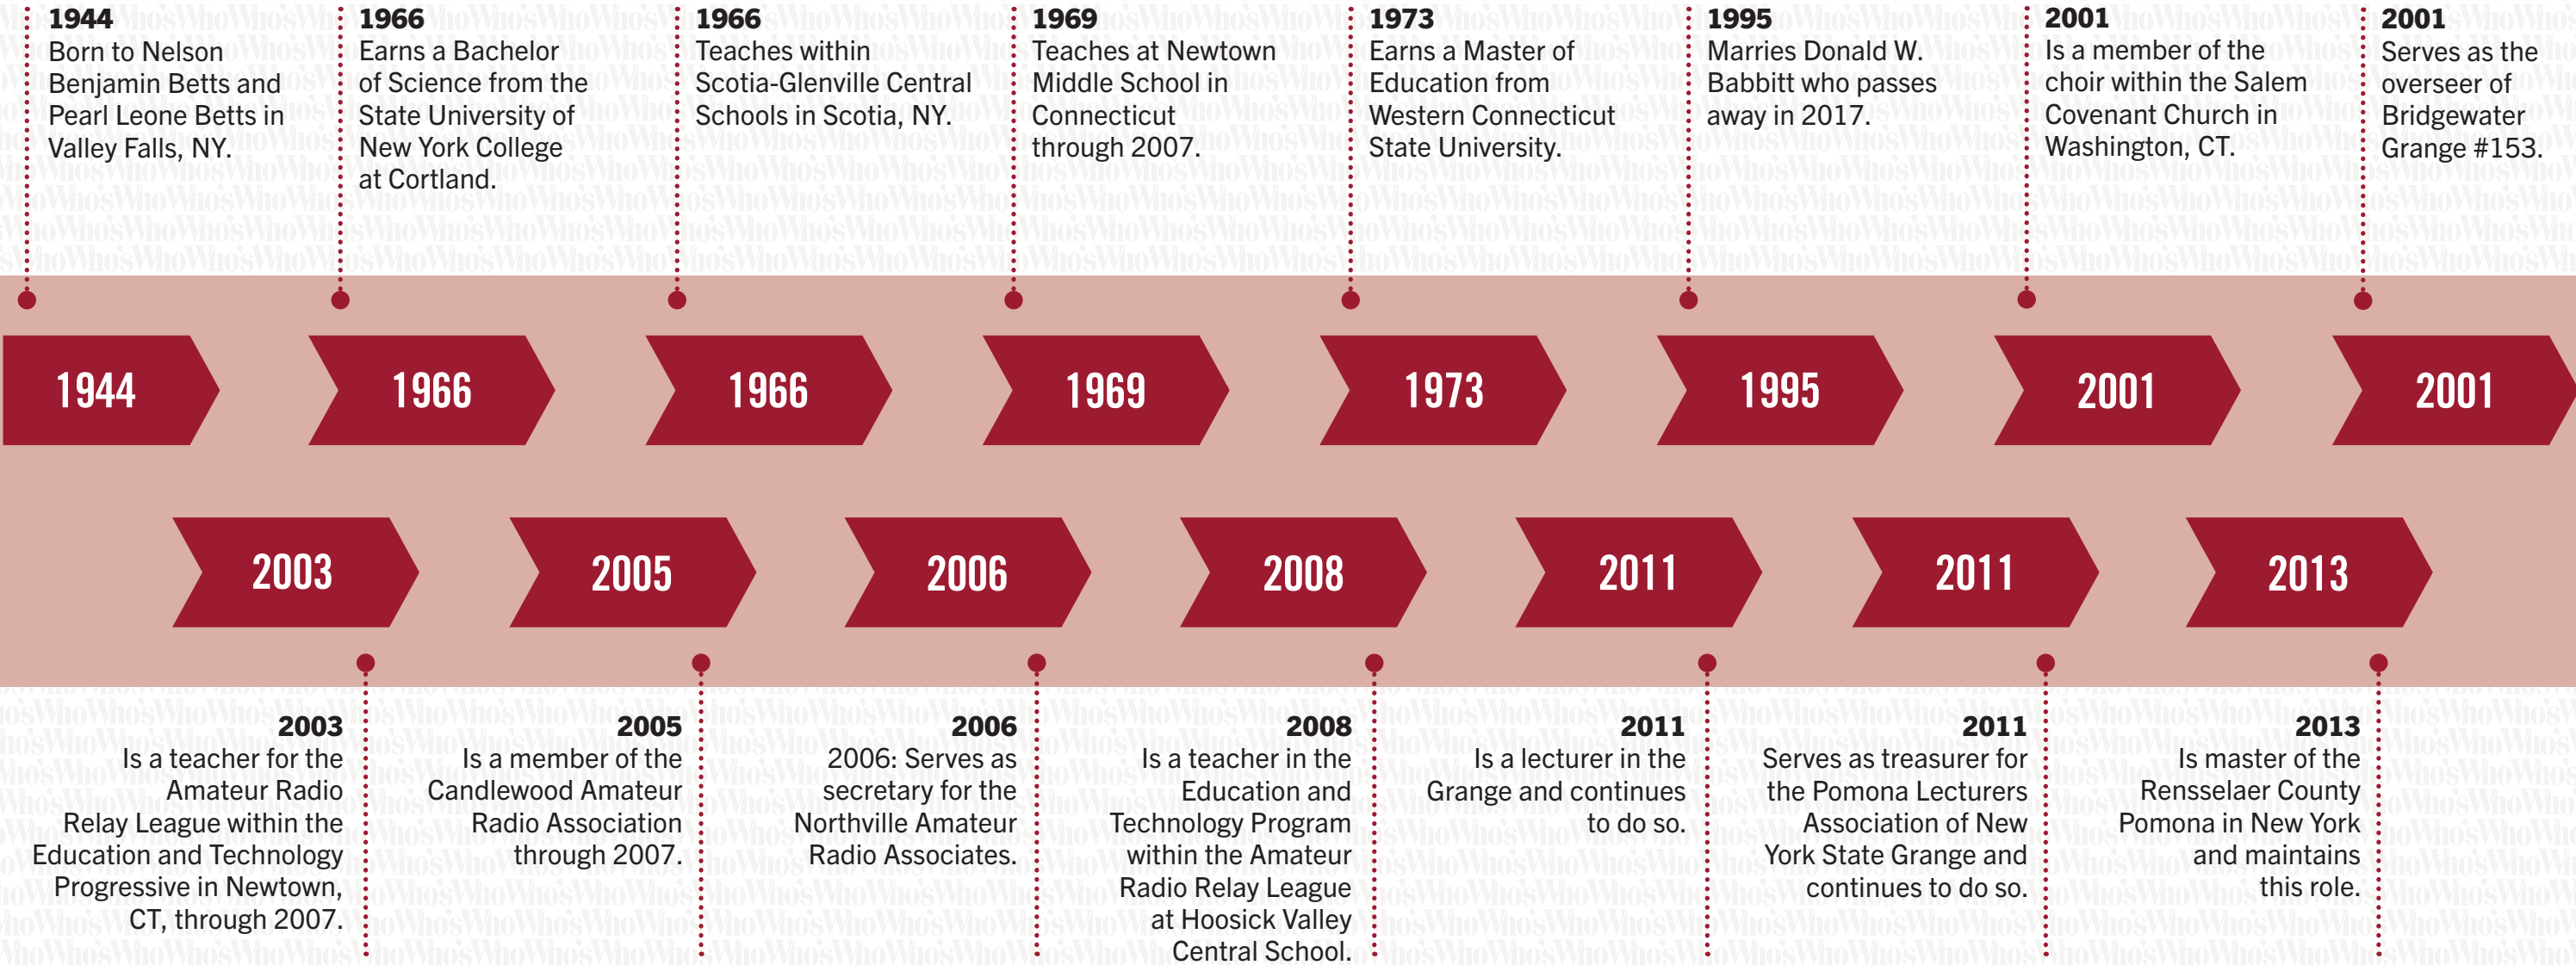 1944
Born to Nelson
Benjamin Betts and
Pearl Leone Betts in
Valley Falls, NY.
1966
Earns a Bachelor
of Science from the
State University of
New York College
at Cortland.
1966
Teaches within
Scotia-Glenville Central
Schools in Scotia, NY.
1969
Teaches at Newtown
Middle School in
Connecticut
through 2007.
1973
Earns a Master of
Education from
Western Connecticut
State University.
1995
Marries Donald W.
Babbitt who passes
away in 2017.
2001
Is a member of the
choir within the Salem
Covenant Church in
Washington, CT.
2001
Serves as the
overseer of
Bridgewater
Grange #153.
1944
1966
1966
1969
1973
1995
2001
2001
2003
2005
2006
2008
2011
2011
2013
2003
Is a teacher for the
Amateur Radio
Relay League within the
Education and Technology
Progressive in Newtown,
CT, through 2007.
2005
Is a member of the
Candlewood Amateur
Radio Association
through 2007.
2006
2006: Serves as
secretary for the
Northville Amateur
Radio Associates.
2008
Is a teacher in the
Education and
Technology Program
within the Amateur
Radio Relay League
at Hoosick Valley
Central School.
2011
Is a lecturer in the
Grange and continues
to do so.
2011
Serves as treasurer for
the Pomona Lecturers
Association of New
York State Grange and
continues to do so.
2013
Is master of the
Rensselaer County
Pomona in New York
and maintains
this role.